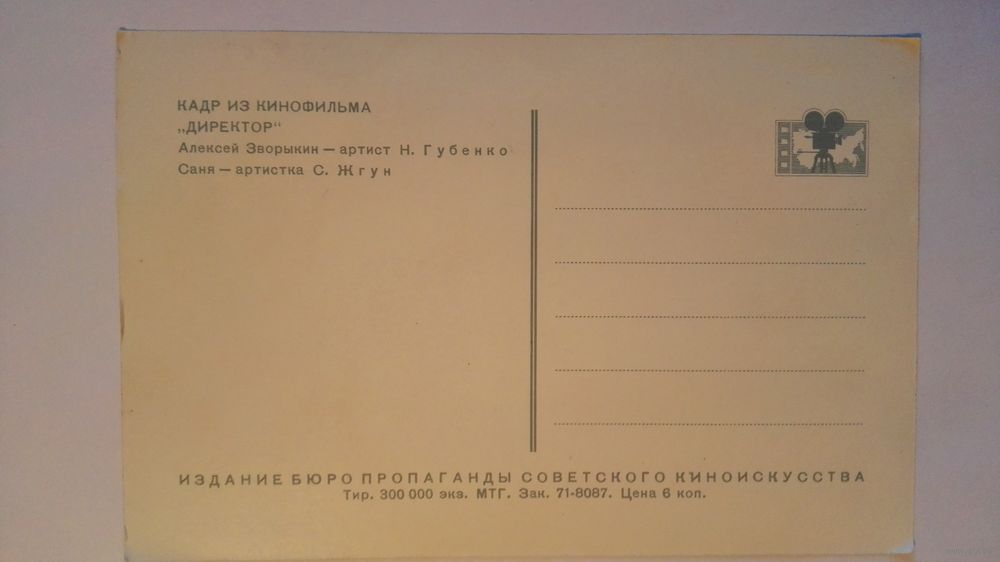 КАДР ИЗ КИНОФИЛЬМА
„ДИРЕКТОР“
Алексей Зворыкин — артист Н. Губенко
Саня — артистка С. Жгун
ИЗДАНИЕ БЮРО ПРОПАГАНДЫ СОВЕТСКОГО КИНОИСКУССТВА
Тир. 300 000 экз. МТГ. Зак. 71-8087. Цена 6 коп.